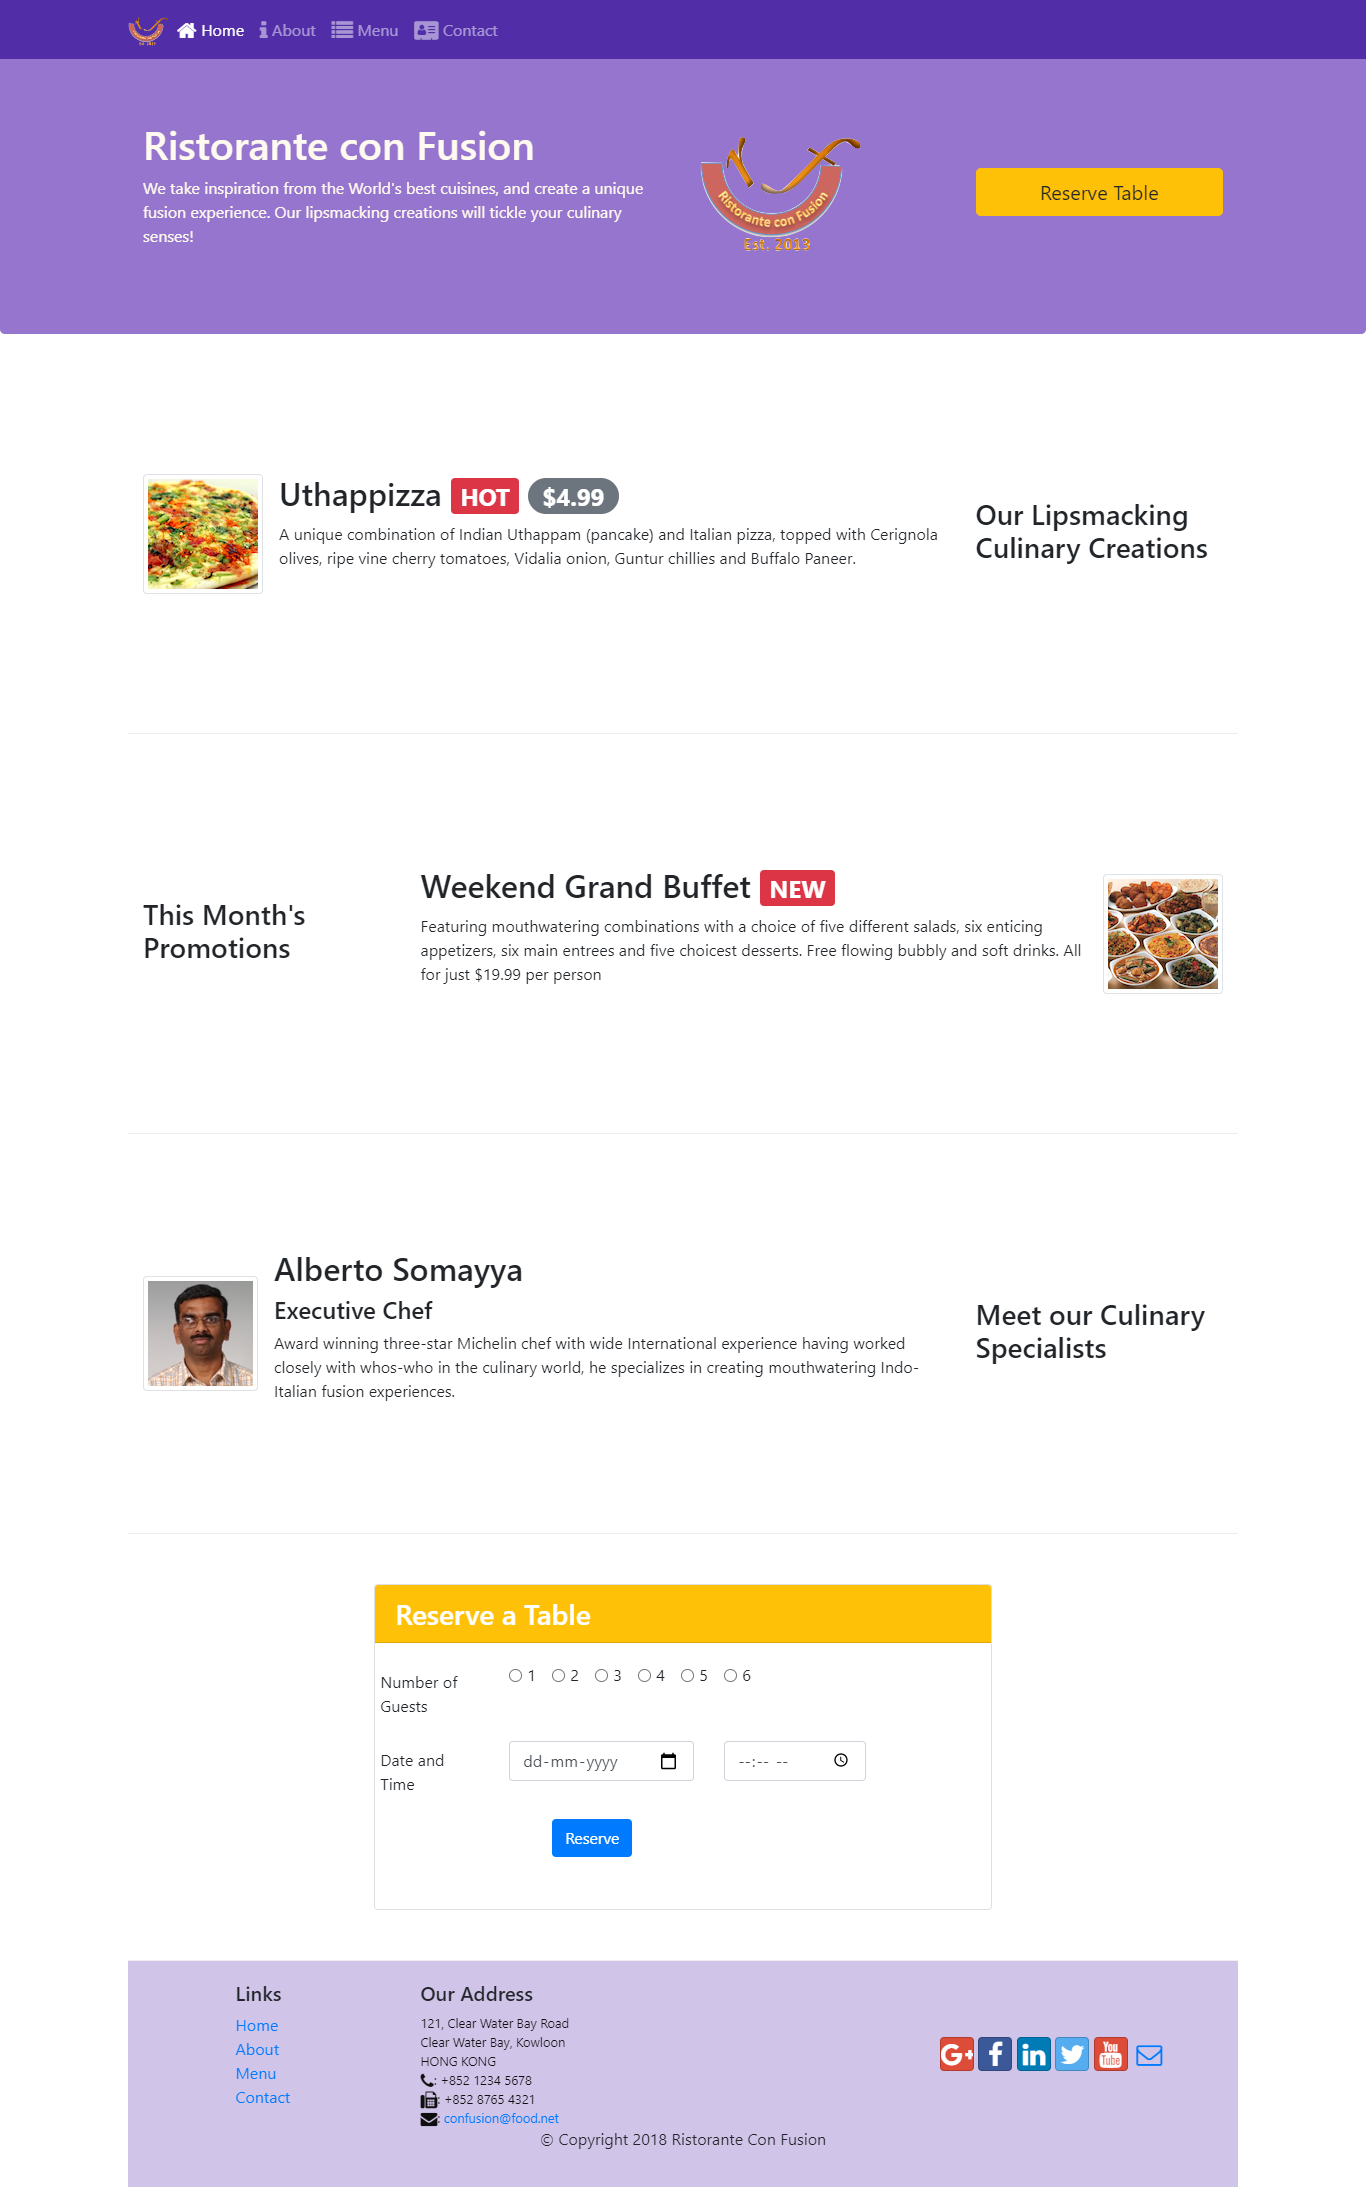 Home About Menu Contact
Ristorante con Fusion
We take inspiration from the World's best cuisines, and create a unique
fusion experience. Our lipsmacking creations will tickle your culinary
senses!
Ristorante con Fusion
Est. 2013
Reserve Table
Uthappizza HOT $4.99
A unique combination of Indian Uthappam (pancake) and Italian pizza, topped with Cerignola
olives, ripe vine cherry tomatoes, Vidalia onion, Guntur chillies and Buffalo Paneer.
Our Lipsmacking
Culinary Creations
This Month's
Promotions
Weekend Grand Buffet NEW
Featuring mouthwatering combinations with a choice of five different salads, six enticing
appetizers, six main entrees and five choicest desserts. Free flowing bubbly and soft drinks. All
for just $19.99 per person
Alberto Somayya
Executive Chef
Award winning three-star Michelin chef with wide International experience having worked
closely with whos-who in the culinary world, he specializes in creating mouthwatering Indo-
Italian fusion experiences.
Meet our Culinary
Specialists
Reserve a Table
Number of
Guests
1 2 3 4 5 6
Date and
Time
dd-mm-yyyy
--:-- --
Reserve
Links
Home
About
Menu
Contact
Our Address
121, Clear Water Bay Road
Clear Water Bay, Kowloon
HONG KONG
: +852 1234 5678
: +852 8765 4321
: confusion@food.net
G+ f in You Tube
© Copyright 2018 Ristorante Con Fusion